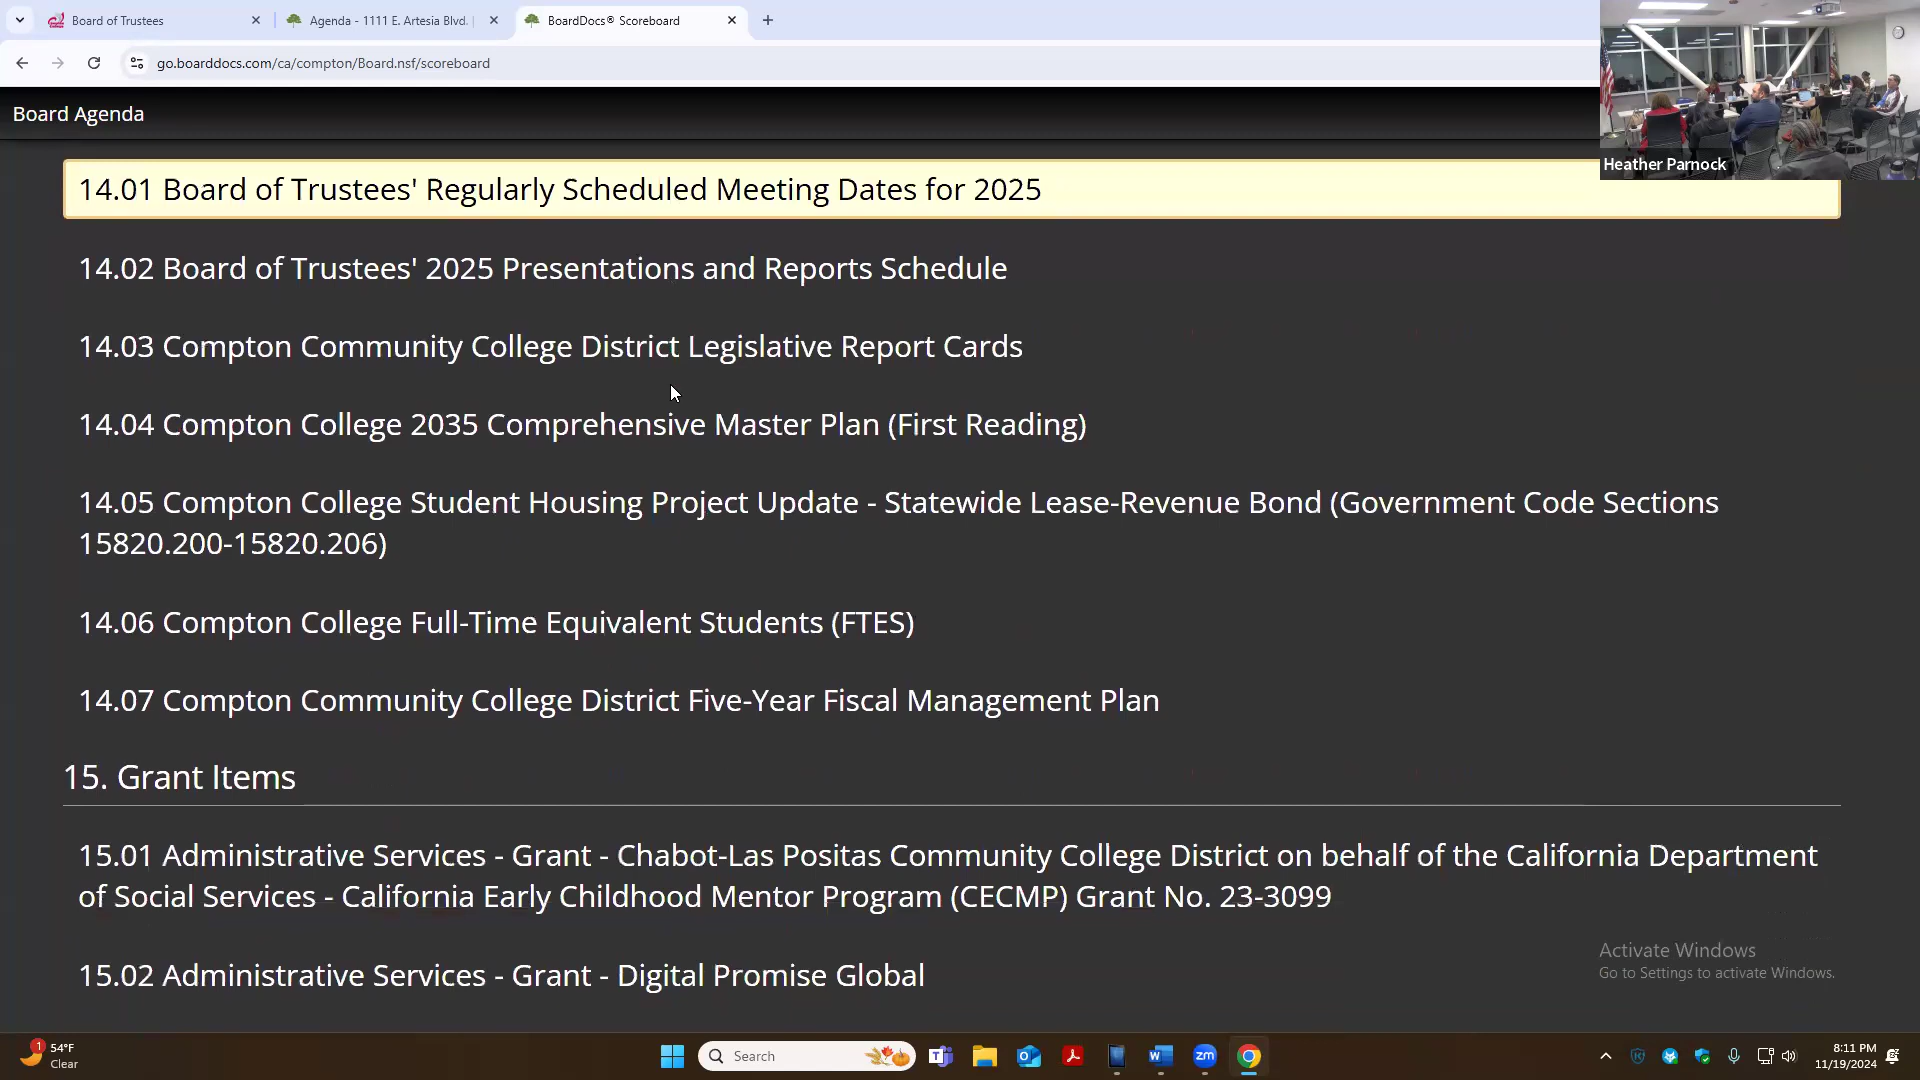 Board of Trustees
Agenda - 1111 E. Artesia Blvd.
BoardDocs® Scoreboard
go.boarddocs.com/ca/compton/Board.nsf/scoreboard
Board Agenda
Heather Parnock
14.01 Board of Trustees' Regularly Scheduled Meeting Dates for 2025
14.02 Board of Trustees' 2025 Presentations and Reports Schedule
14.03 Compton Community College District Legislative Report Cards
14.04 Compton College 2035 Comprehensive Master Plan (First Reading)
14.05 Compton College Student Housing Project Update - Statewide Lease-Revenue Bond (Government Code Sections
15820.200-15820.206)
14.06 Compton College Full-Time Equivalent Students (FTES)
14.07 Compton Community College District Five-Year Fiscal Management Plan
15. Grant Items
15.01 Administrative Services - Grant - Chabot-Las Positas Community College District on behalf of the California Department
of Social Services - California Early Childhood Mentor Program (CECMP) Grant No. 23-3099
15.02 Administrative Services - Grant - Digital Promise Global
Activate Windows
Go to Settings to activate Windows.
1
54°F
Clear
Search
zm
8:11 PM
11/19/2024